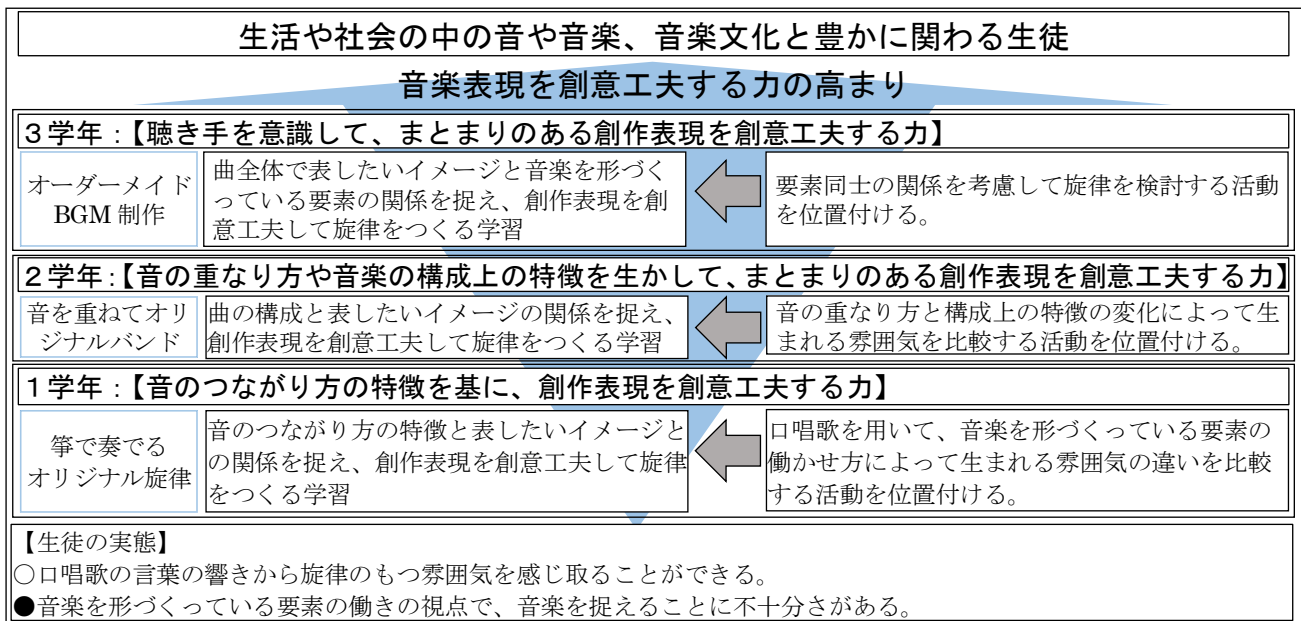 生活や社会の中の音や音楽、音楽文化と豊かに関わる生徒
音楽表現を創意工夫する力の高まり
３学年：【聴き手を意識して、まとまりのある創作表現を創意工夫する力】
オーダーメイド
BGM 制作
曲全体で表したいイメージと音楽を形づく
っている要素の関係を捉え、創作表現を創
意工夫して旋律をつくる学習
要素同士の関係を考慮して旋律を検討する活動
を位置付ける。
２学年：【音の重なり方や音楽の構成上の特徴を生かして、まとまりのある創作表現を創意工夫する力】
音を重ねてオリ
ジナルバンド
曲の構成と表したいイメージの関係を捉え、
創作表現を創意工夫して旋律をつくる学習
音の重なり方と構成上の特徴の変化によって生
まれる雰囲気を比較する活動を位置付ける。
１学年：【音のつながり方の特徴を基に、創作表現を創意工夫する力】
箏で奏でる
オリジナル旋律
音のつながり方の特徴と表したいイメージと
の関係を捉え、創作表現を創意工夫して旋律
をつくる学習
口唱歌を用いて、音楽を形づくっている要素の
働かせ方によって生まれる雰囲気の違いを比較
する活動を位置付ける。
【生徒の実態】
○口唱歌の言葉の響きから旋律のもつ雰囲気を感じ取ることができる。
●音楽を形づくっている要素の働きの視点で、音楽を捉えることに不十分さがある。